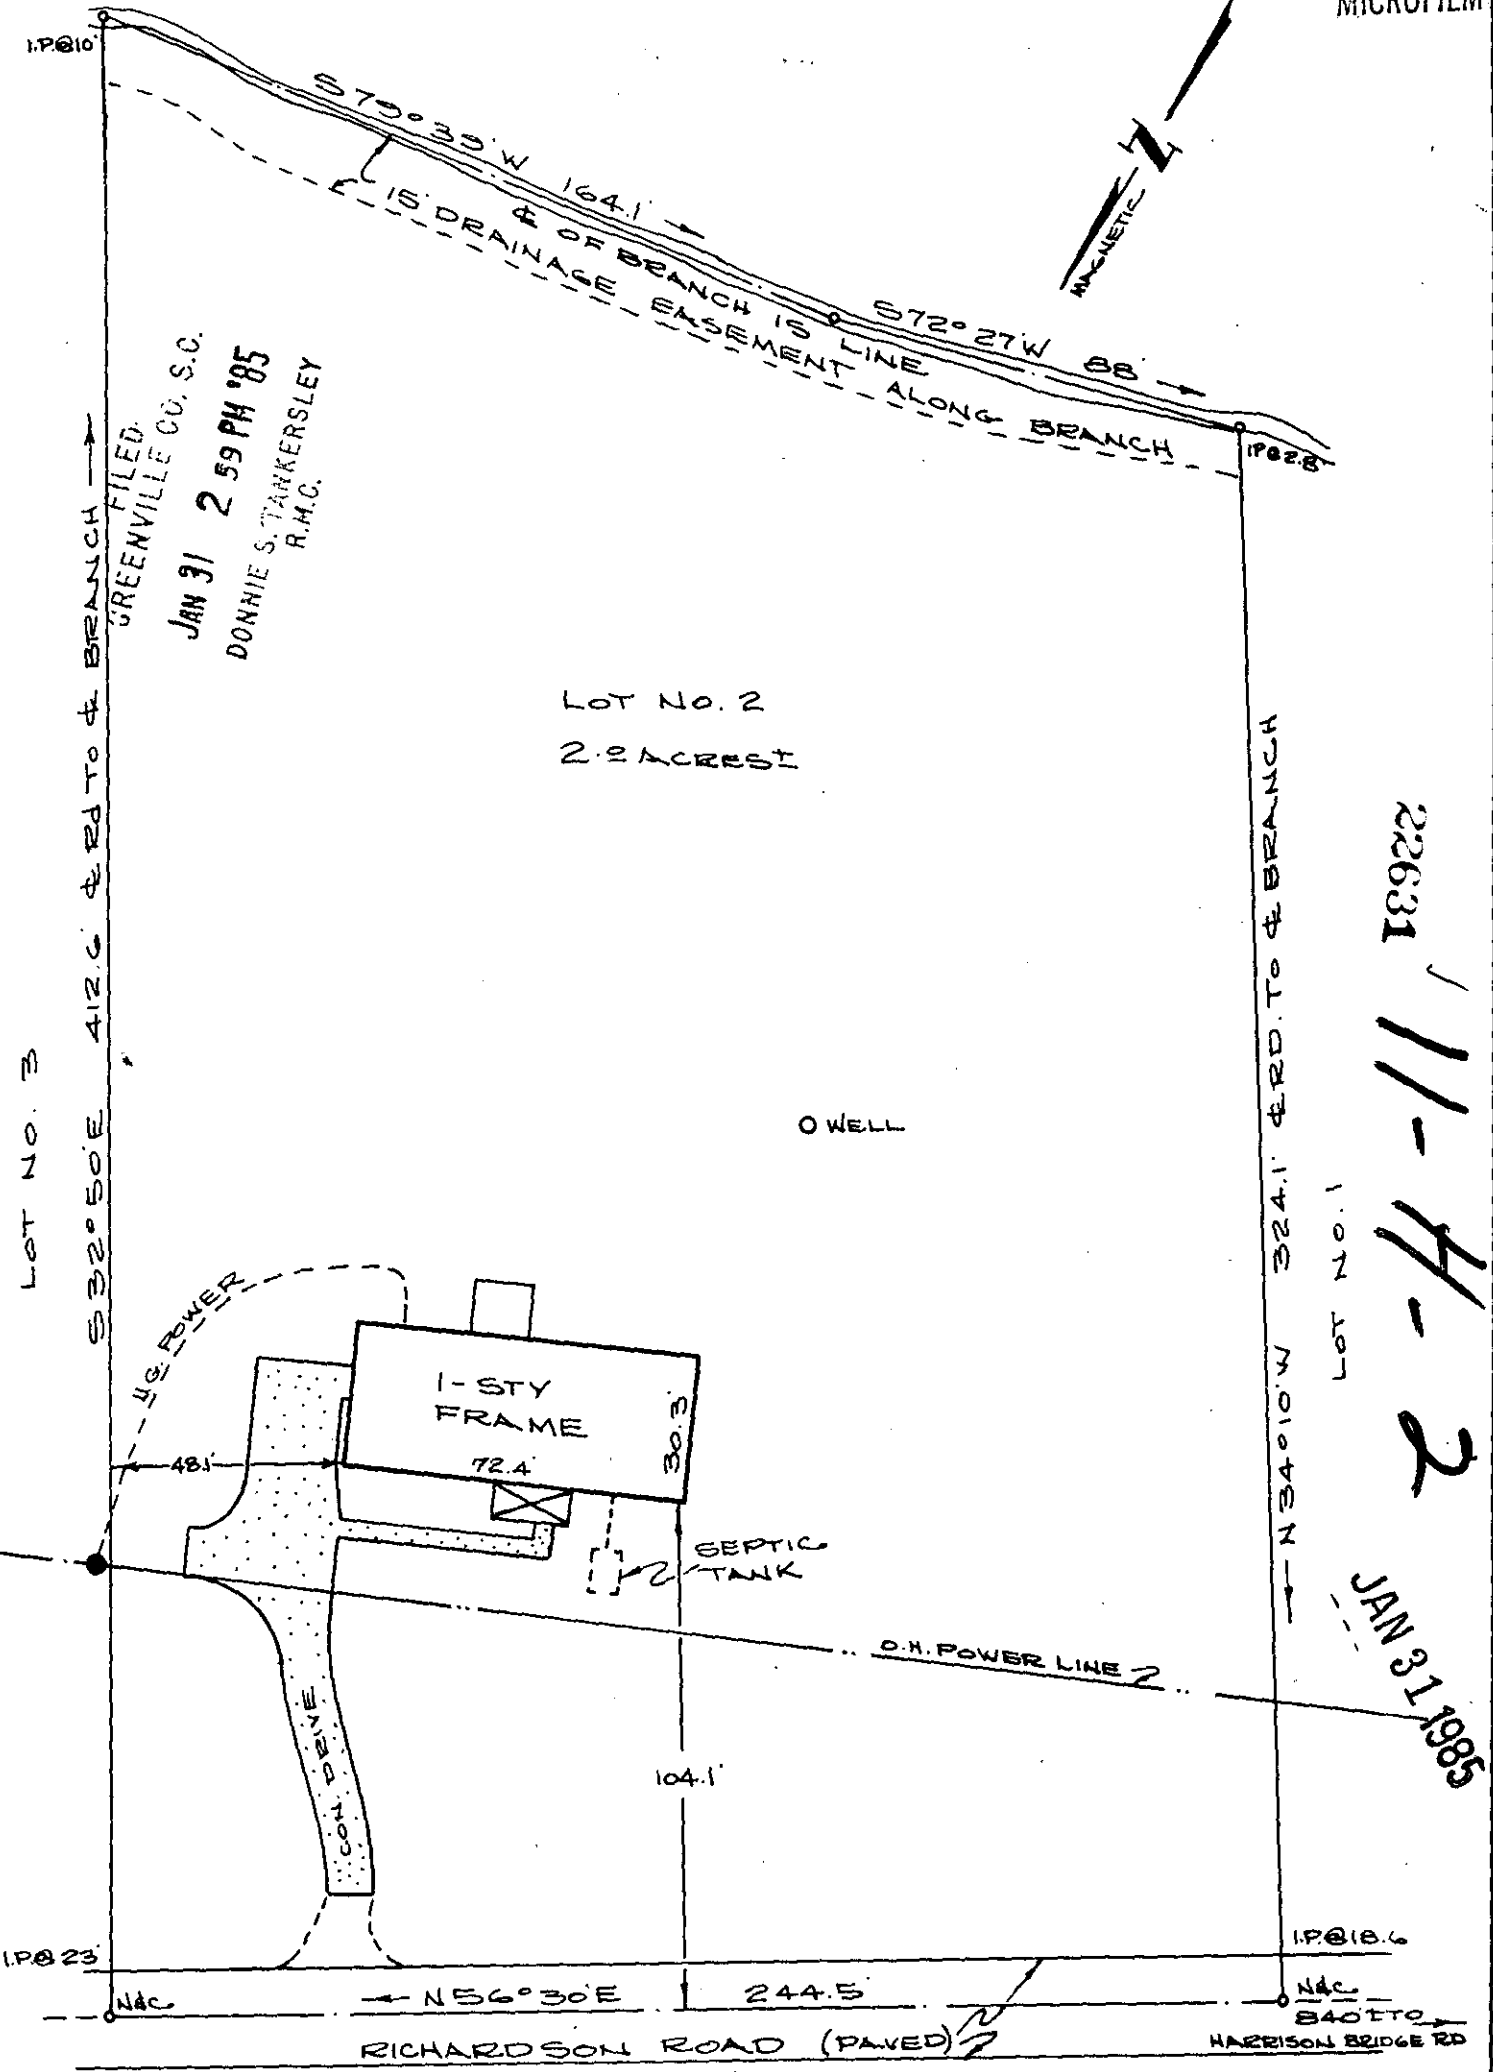 MICROFILM
I.P.@10'
S79°39'W 164.1'
15' DRAINAGE EASEMENT ALONG BRANCH
℄ OF BRANCH IS LINE
S72°27'W 88'
I.P.@2.8'
MAGNETIC
N
FILED
GREENVILLE CO. S.C.
JAN 31 2 59 PM '85
DONNIE S. TANKERSLEY
R.M.C.
LOT NO. 2
2.0 ACRES±
LOT NO. 3
S32°50'E 412.6 ℄ Rd TO ℄ BRANCH
N34°10'W 324.1' ℄ RD. TO ℄ BRANCH
LOT NO. 1
22631
11-H-2
JAN 31 1985
WELL
U.G. POWER
1-STY
FRAME
72.4'
30.3'
48.1'
SEPTIC
TANK
O.H. POWER LINE
CON. DRIVE
104.1'
I.P.@23'
I.P.@18.6
N&C
N56°30'E 244.5'
N&C
840'± TO
HARRISON BRIDGE RD
RICHARDSON ROAD (PAVED)